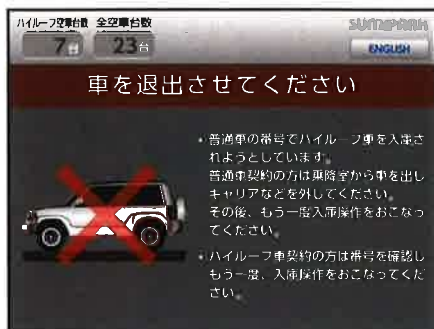 ハイルーフ空車台数 全空車台数
7台 23台
ENGLISH
車を退出させてください
・普通車の番号でハイルーフ車を入庫さ
れようとしています。
普通車契約の方は乗降室から車を出し
キャリアなどを外してください。
その後、もう一度入庫操作をおこなっ
てください。
・ハイルーフ車契約の方は番号を確認し
もう一度、入庫操作をおこなってくだ
さい。